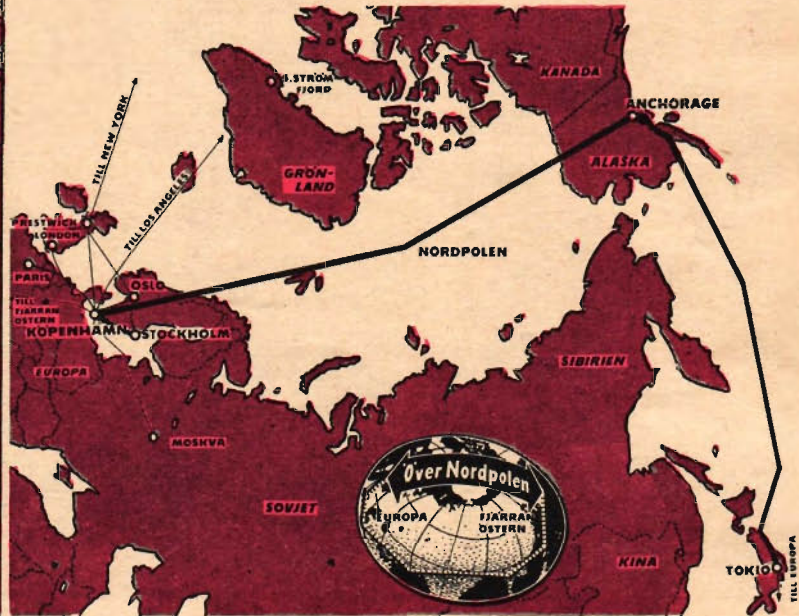 KANADA
S. STRÖM
FJORD
ANCHORAGE
ALASKA
TILL NEW YORK
GRÖN-
LAND
TILL LOS ANGELES
PRESTWICK
LONDON
NORDPOLEN
PARIS
OSLO
TILL
FJÄRRAN
ÖSTERN
KÖPENHAMN
STOCKHOLM
EUROPA
SIBIRIEN
MOSKVA
Över Nordpolen
EUROPA
FJÄRRAN
ÖSTERN
SOVJET
KINA
TOKIO
TILL EUROPA